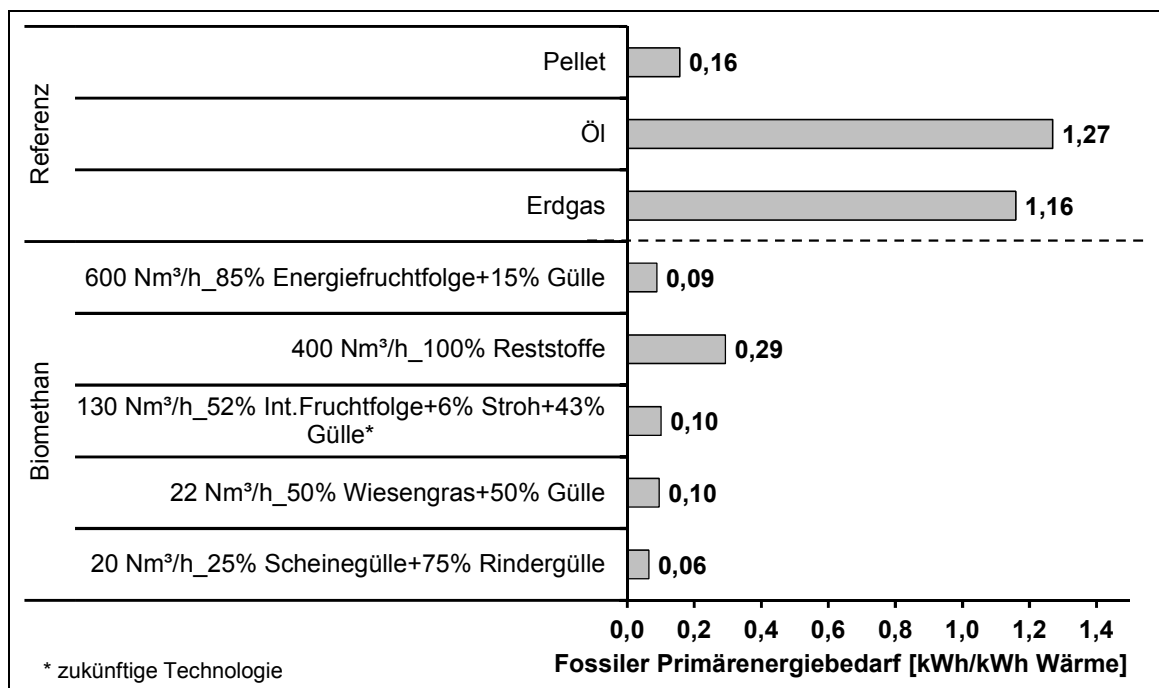 Referenz
Pellet
0,16
Öl
1,27
Erdgas
1,16
Biomethan
600 Nm³/h_85% Energiefruchtfolge+15% Gülle
0,09
400 Nm³/h_100% Reststoffe
0,29
130 Nm³/h_52% Int.Fruchtfolge+6% Stroh+43%
Gülle*
0,10
22 Nm³/h_50% Wiesengras+50% Gülle
0,10
20 Nm³/h_25% Scheinegülle+75% Rindergülle
0,06
0,0 0,2 0,4 0,6 0,8 1,0 1,2 1,4
* zukünftige Technologie
Fossiler Primärenergiebedarf [kWh/kWh Wärme]